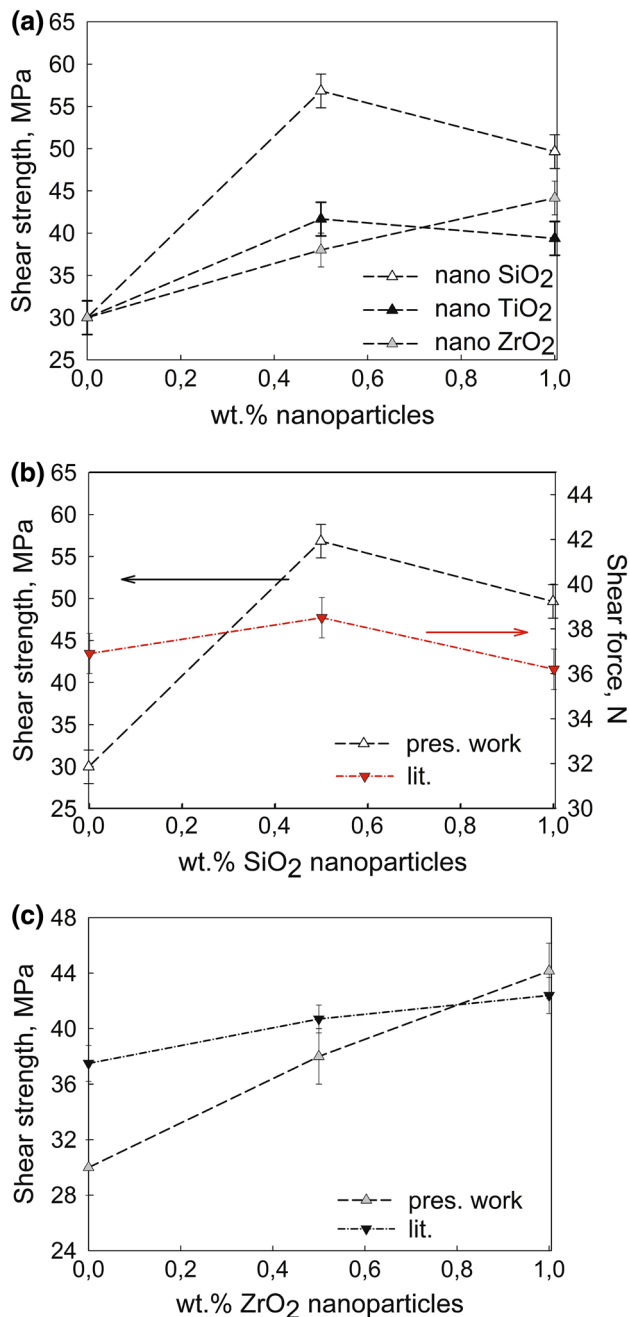 (a)
65
60
55
50
45
40
35
30
25
Shear strength, MPa
nano SiO2
nano TiO2
nano ZrO2
0,0 0,2 0,4 0,6 0,8 1,0
wt.% nanoparticles
(b)
65
60
55
50
45
40
35
30
25
Shear strength, MPa
44
42
40
38
36
34
32
30
Shear force, N
pres. work
lit.
0,0 0,2 0,4 0,6 0,8 1,0
wt.% SiO2 nanoparticles
(c)
48
44
40
36
32
28
24
Shear strength, MPa
pres. work
lit.
0,0 0,2 0,4 0,6 0,8 1,0
wt.% ZrO2 nanoparticles